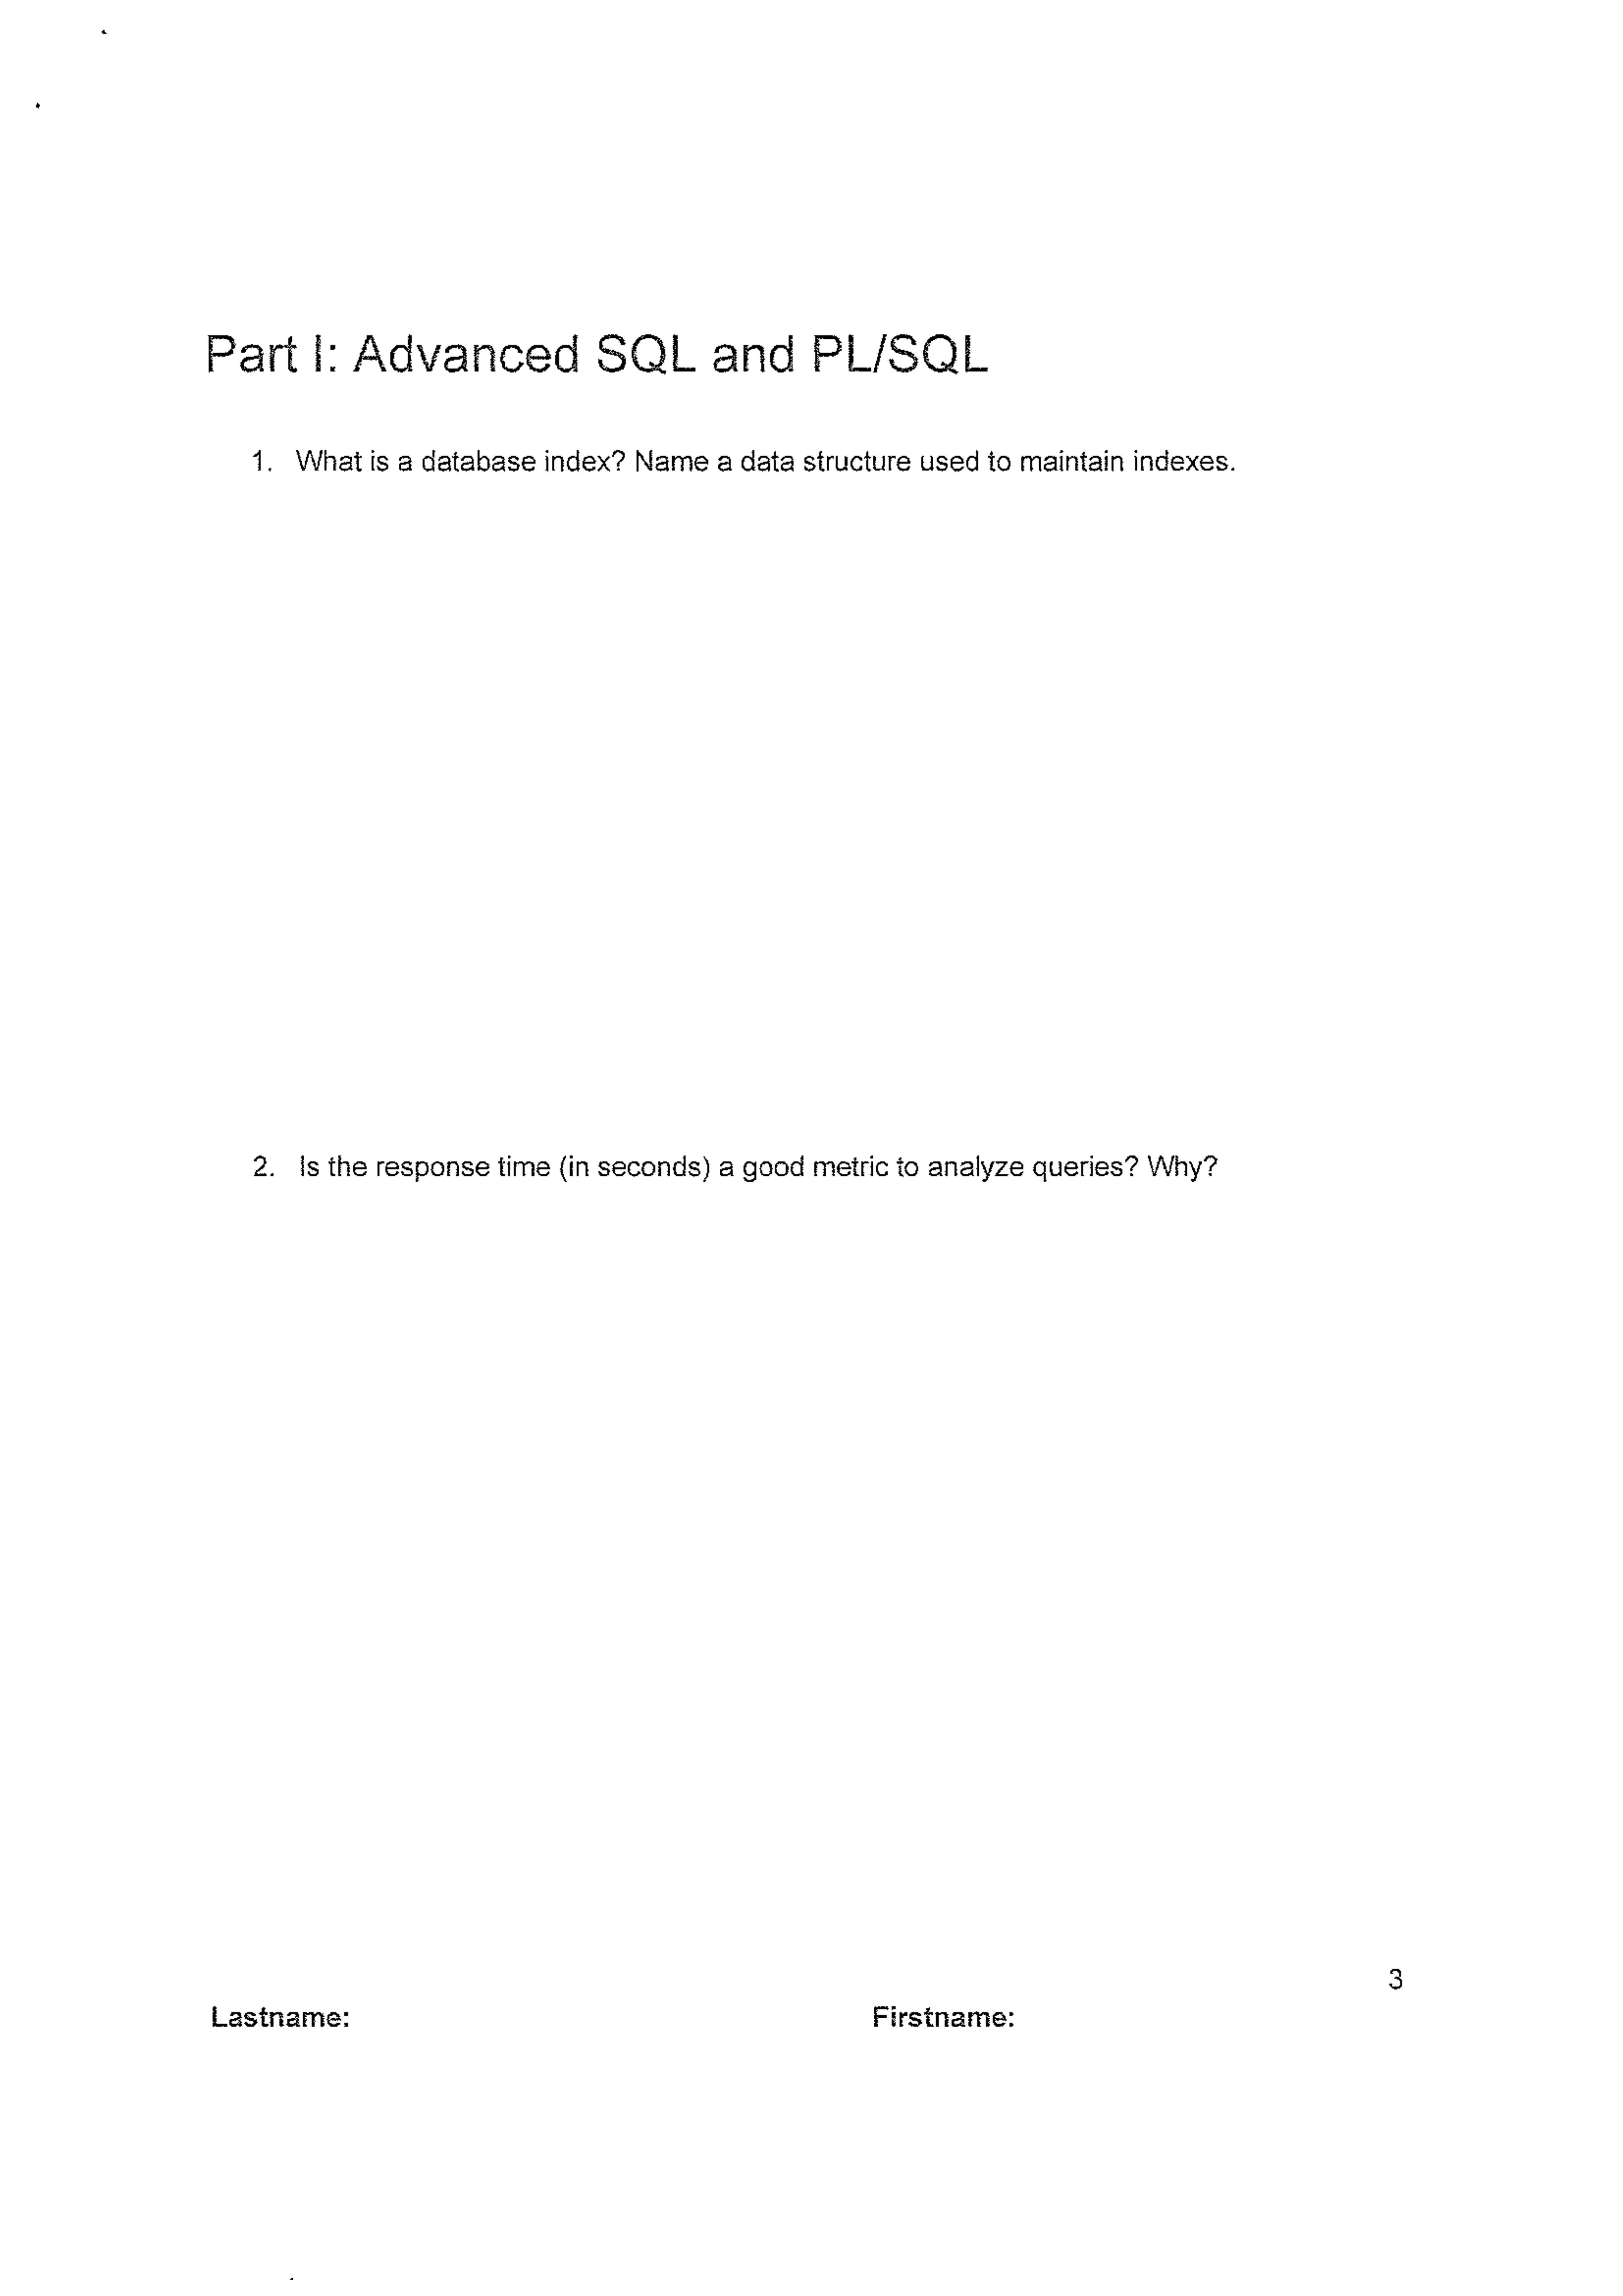 Part I: Advanced SQL and PL/SQL
1. What is a database index? Name a data structure used to maintain indexes.
2. Is the response time (in seconds) a good metric to analyze queries? Why?
3
Lastname: Firstname: